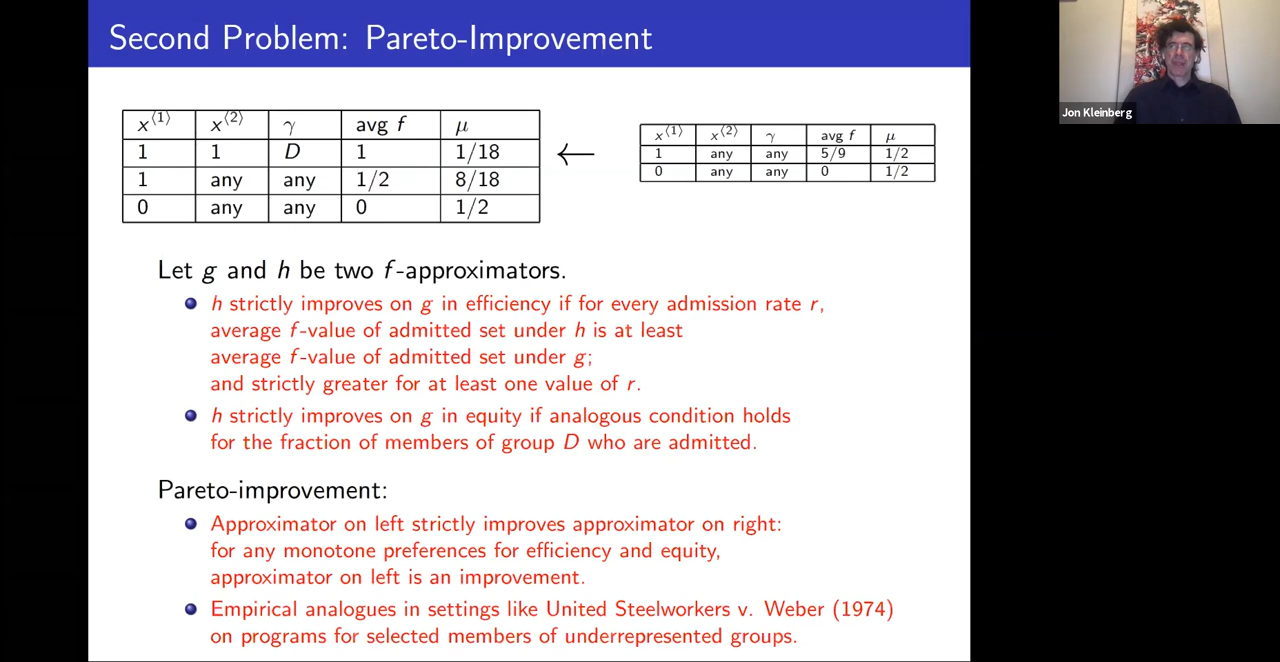 Second Problem: Pareto-Improvement
x⟨1⟩ x⟨2⟩ γ avg f μ
1 1 D 1 1/18
1 any any 1/2 8/18
0 any any 0 1/2
←
x⟨1⟩ x⟨2⟩ γ avg f μ
1 any any 5/9 1/2
0 any any 0 1/2
Let g and h be two f-approximators.
h strictly improves on g in efficiency if for every admission rate r,
average f-value of admitted set under h is at least
average f-value of admitted set under g;
and strictly greater for at least one value of r.
h strictly improves on g in equity if analogous condition holds
for the fraction of members of group D who are admitted.
Pareto-improvement:
Approximator on left strictly improves approximator on right:
for any monotone preferences for efficiency and equity,
approximator on left is an improvement.
Empirical analogues in settings like United Steelworkers v. Weber (1974)
on programs for selected members of underrepresented groups.
Jon Kleinberg